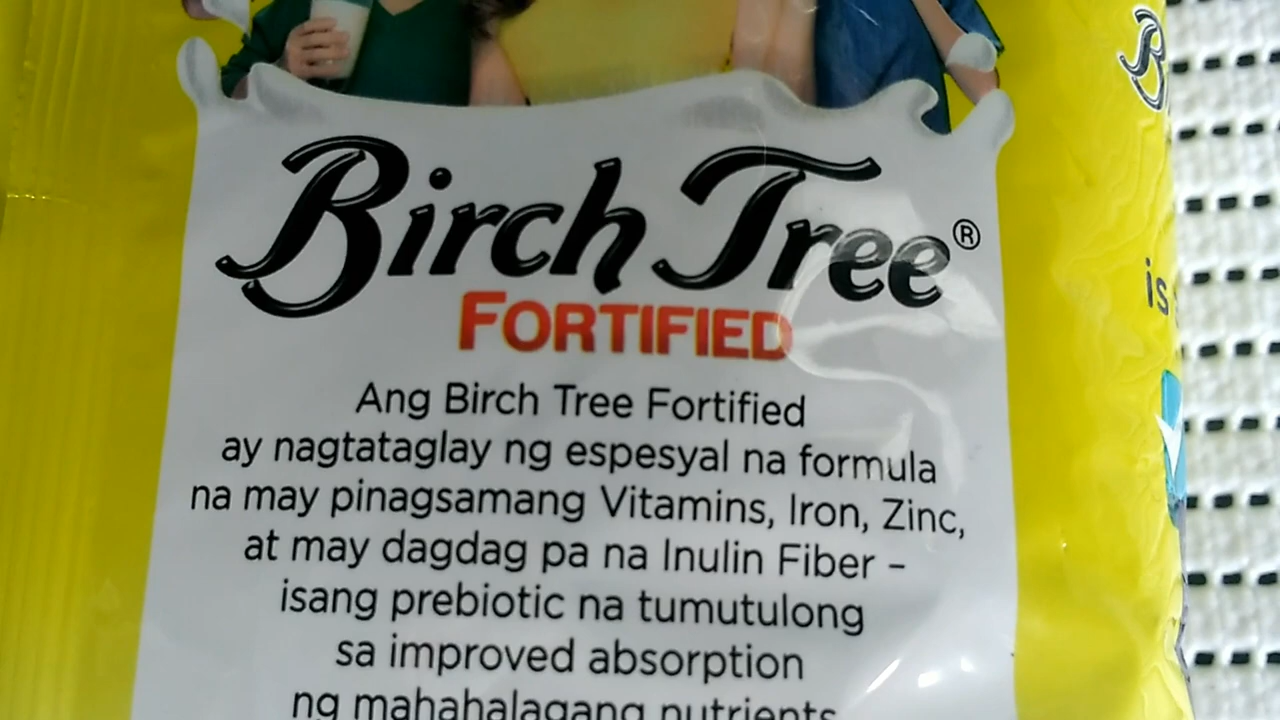 Birch Tree®
FORTIFIED
Ang Birch Tree Fortified
ay nagtataglay ng espesyal na formula
na may pinagsamang Vitamins, Iron, Zinc,
at may dagdag pa na Inulin Fiber –
isang prebiotic na tumutulong
sa improved absorption
ng mahahalagang nutrients
is